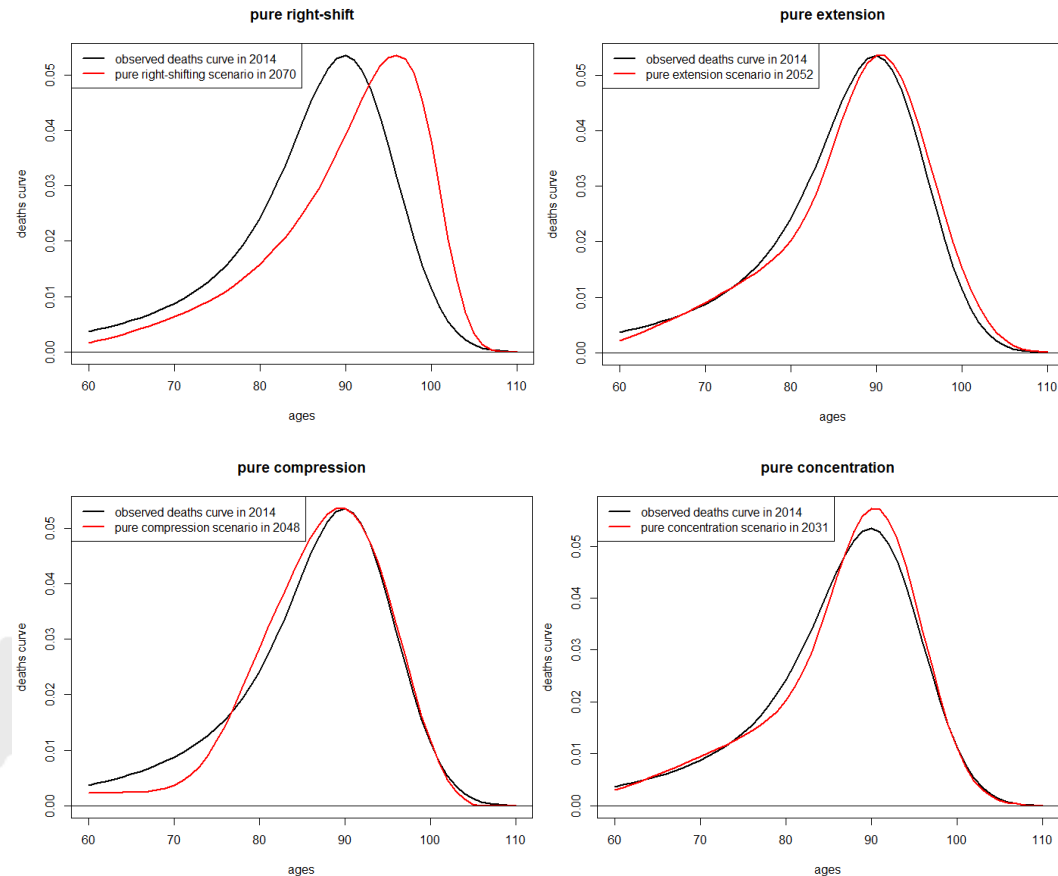 pure right-shift
observed deaths curve in 2014
pure right-shifting scenario in 2070
deaths curve
0.00 0.01 0.02 0.03 0.04 0.05
60 70 80 90 100 110
ages
pure extension
observed deaths curve in 2014
pure extension scenario in 2052
deaths curve
0.00 0.01 0.02 0.03 0.04 0.05
60 70 80 90 100 110
ages
pure compression
observed deaths curve in 2014
pure compression scenario in 2048
deaths curve
0.00 0.01 0.02 0.03 0.04 0.05
60 70 80 90 100 110
ages
pure concentration
observed deaths curve in 2014
pure concentration scenario in 2031
deaths curve
0.00 0.01 0.02 0.03 0.04 0.05
60 70 80 90 100 110
ages